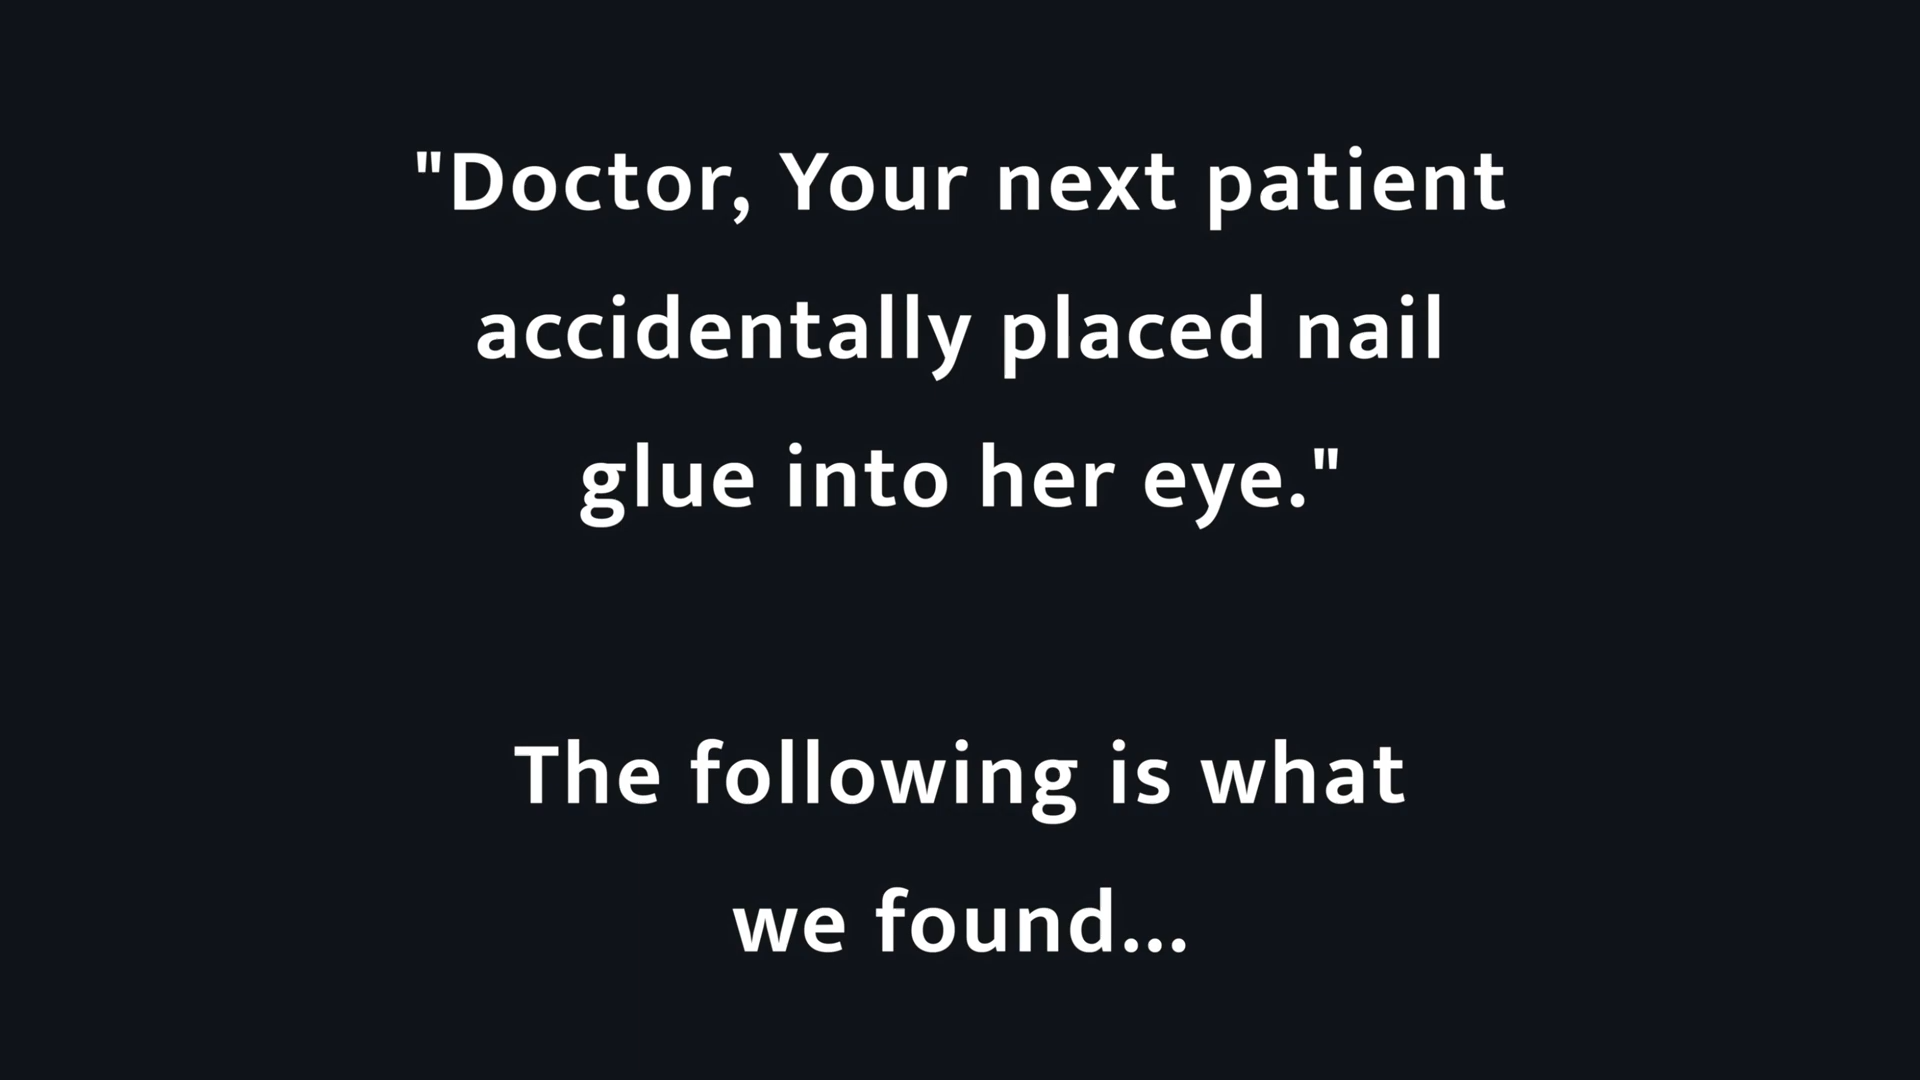 "Doctor, Your next patient
accidentally placed nail
glue into her eye."
The following is what
we found...